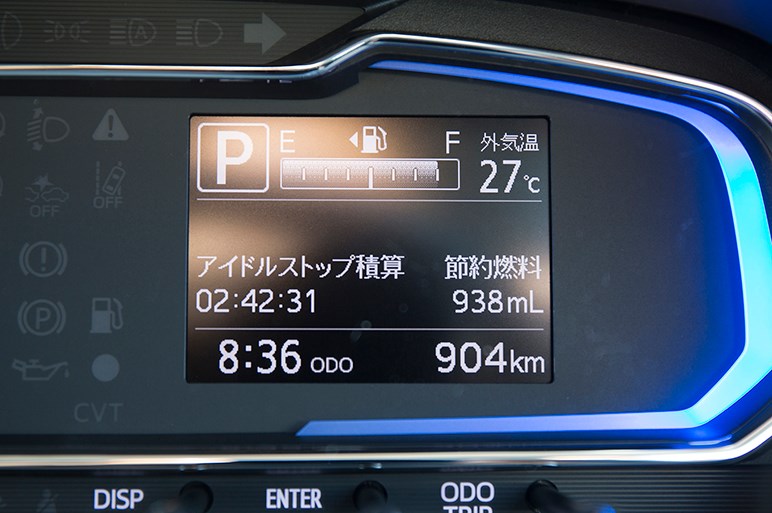 P E F 外気温
27℃
アイドルストップ積算 節約燃料
02:42:31 938mL
8:36 ODO 904km
A
OFF OFF
P
CVT
DISP ENTER ODO
TRIP